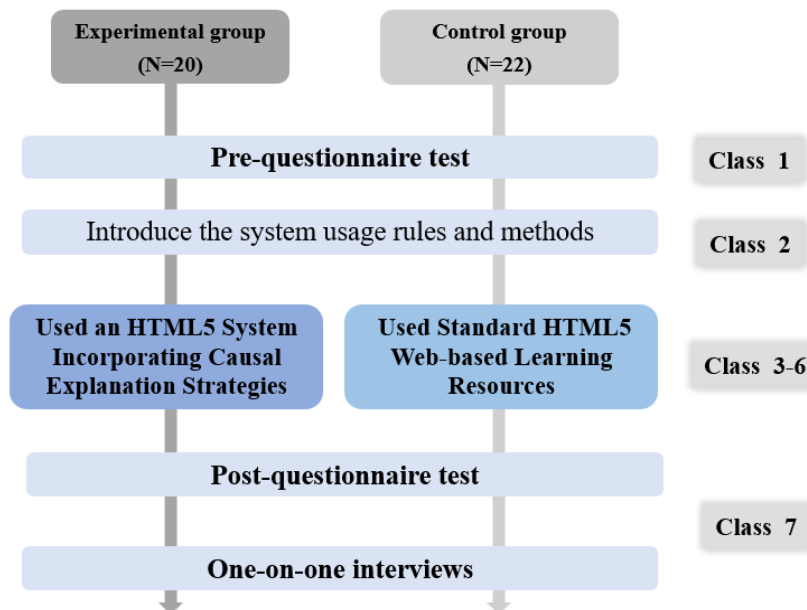 Experimental group
(N=20)
Control group
(N=22)
Pre-questionnaire test
Class 1
Introduce the system usage rules and methods
Class 2
Used an HTML5 System
Incorporating Causal
Explanation Strategies
Used Standard HTML5
Web-based Learning
Resources
Class 3-6
Post-questionnaire test
Class 7
One-on-one interviews